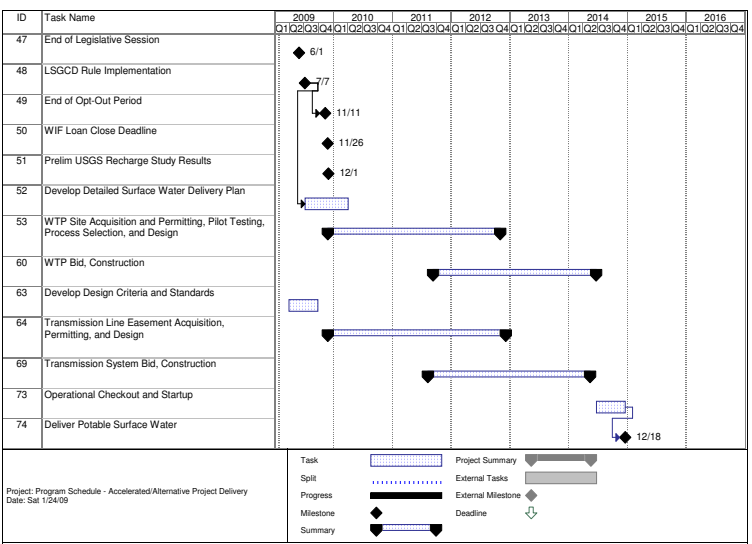 ID Task Name 2009 2010 2011 2012 2013 2014 2015 2016
Q1 Q2 Q3 Q4 Q1 Q2 Q3 Q4 Q1 Q2 Q3 Q4 Q1 Q2 Q3 Q4 Q1 Q2 Q3 Q4 Q1 Q2 Q3 Q4 Q1 Q2 Q3 Q4 Q1 Q2 Q3 Q4
47 End of Legislative Session
6/1
48 LSGCD Rule Implementation
7/7
49 End of Opt-Out Period
11/11
50 WIF Loan Close Deadline
11/26
51 Prelim USGS Recharge Study Results
12/1
52 Develop Detailed Surface Water Delivery Plan
53 WTP Site Acquisition and Permitting, Pilot Testing,
Process Selection, and Design
60 WTP Bid, Construction
63 Develop Design Criteria and Standards
64 Transmission Line Easement Acquisition,
Permitting, and Design
69 Transmission System Bid, Construction
73 Operational Checkout and Startup
74 Deliver Potable Surface Water
12/18
Project: Program Schedule - Accelerated/Alternative Project Delivery
Date: Sat 1/24/09
Task
Split
Progress
Milestone
Summary
Project Summary
External Tasks
External Milestone
Deadline